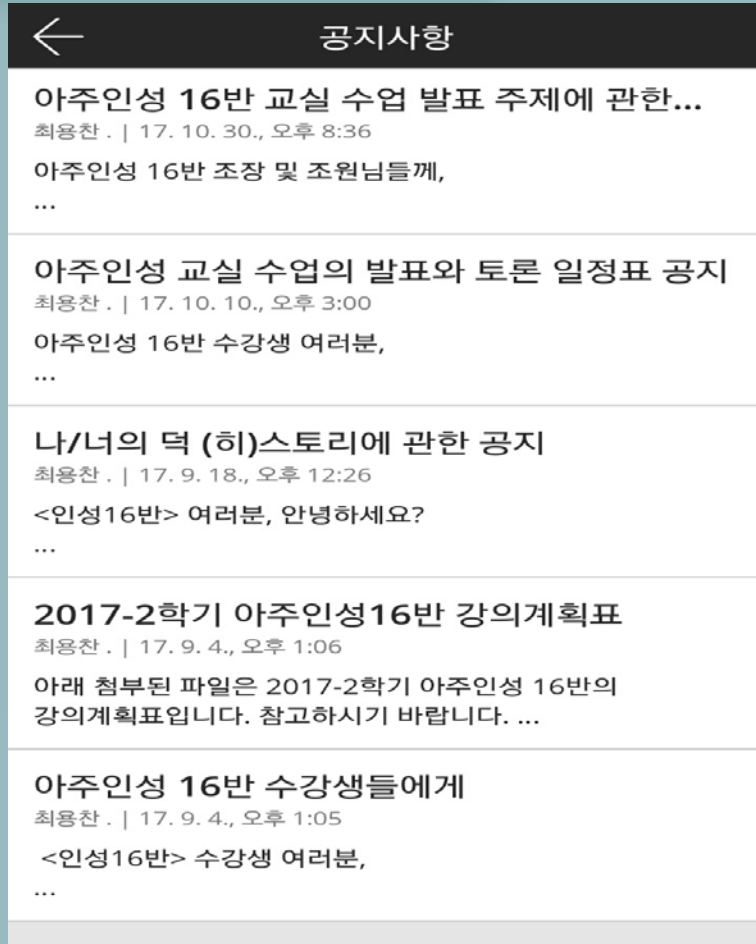 공지사항
아주인성 16반 교실 수업 발표 주제에 관한...
최용찬 . | 17. 10. 30., 오후 8:36
아주인성 16반 조장 및 조원님들께,
...
아주인성 교실 수업의 발표와 토론 일정표 공지
최용찬 . | 17. 10. 10., 오후 3:00
아주인성 16반 수강생 여러분,
...
나/너의 덕 (히)스토리에 관한 공지
최용찬 . | 17. 9. 18., 오후 12:26
<인성16반> 여러분, 안녕하세요?
...
2017-2학기 아주인성16반 강의계획표
최용찬 . | 17. 9. 4., 오후 1:06
아래 첨부된 파일은 2017-2학기 아주인성 16반의
강의계획표입니다. 참고하시기 바랍니다. ...
아주인성 16반 수강생들에게
최용찬 . | 17. 9. 4., 오후 1:05
<인성16반> 수강생 여러분,
...